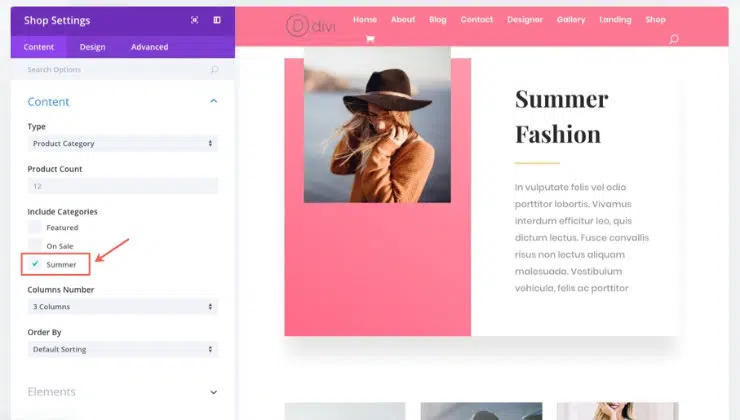 Shop Settings
Content Design Advanced
Search Options
Content
Type
Product Category
Product Count
12
Include Categories
Featured
On Sale
Summer
Columns Number
3 Columns
Order By
Default Sorting
Elements
D divi
Home About Blog Contact Designer Gallery Landing Shop
Summer
Fashion
In vulputate felis vel odio
porttitor lobortis. Vivamus
interdum efficitur leo, quis
dictum lectus. Fusce convallis
risus non lectus aliquam
malesuada. Vestibulum
vehicula, felis ac porttitor